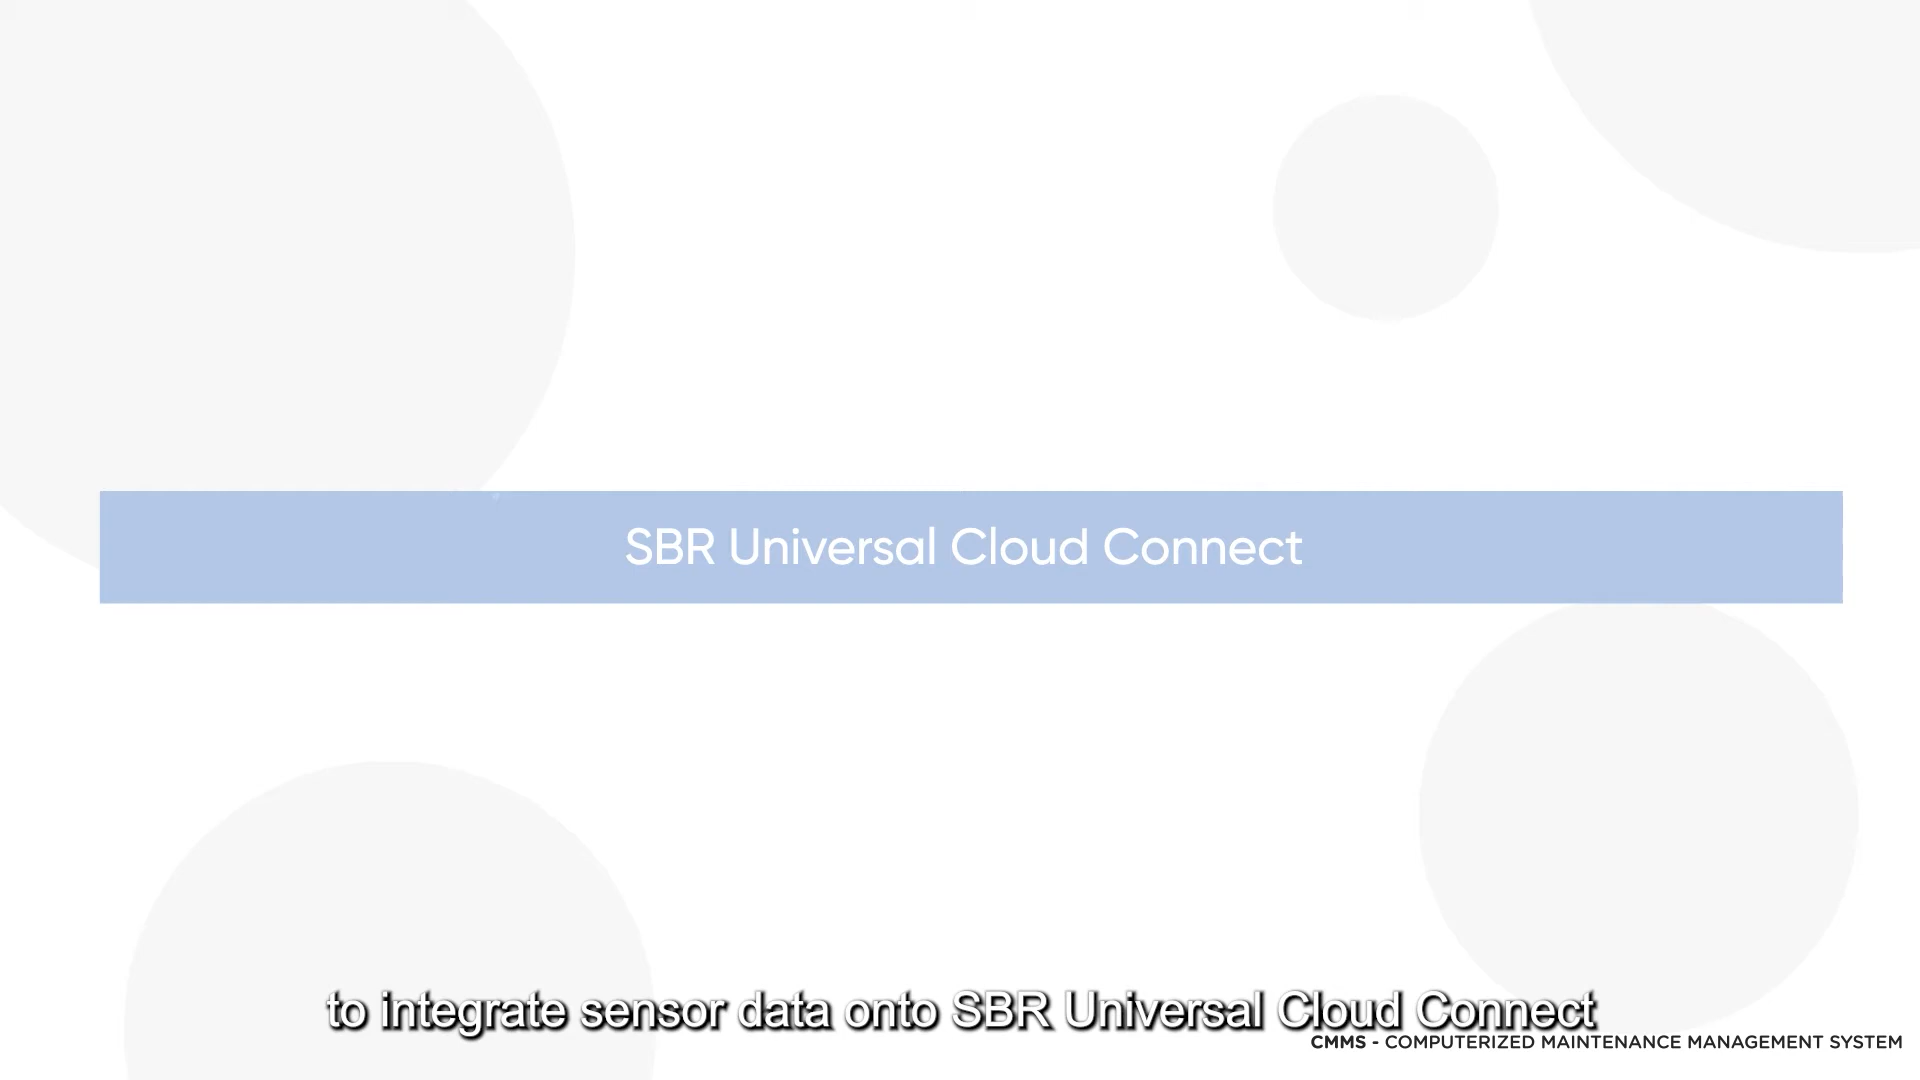 SBR Universal Cloud Connect
to integrate sensor data onto SBR Universal Cloud Connect
CMMS - COMPUTERIZED MAINTENANCE MANAGEMENT SYSTEM